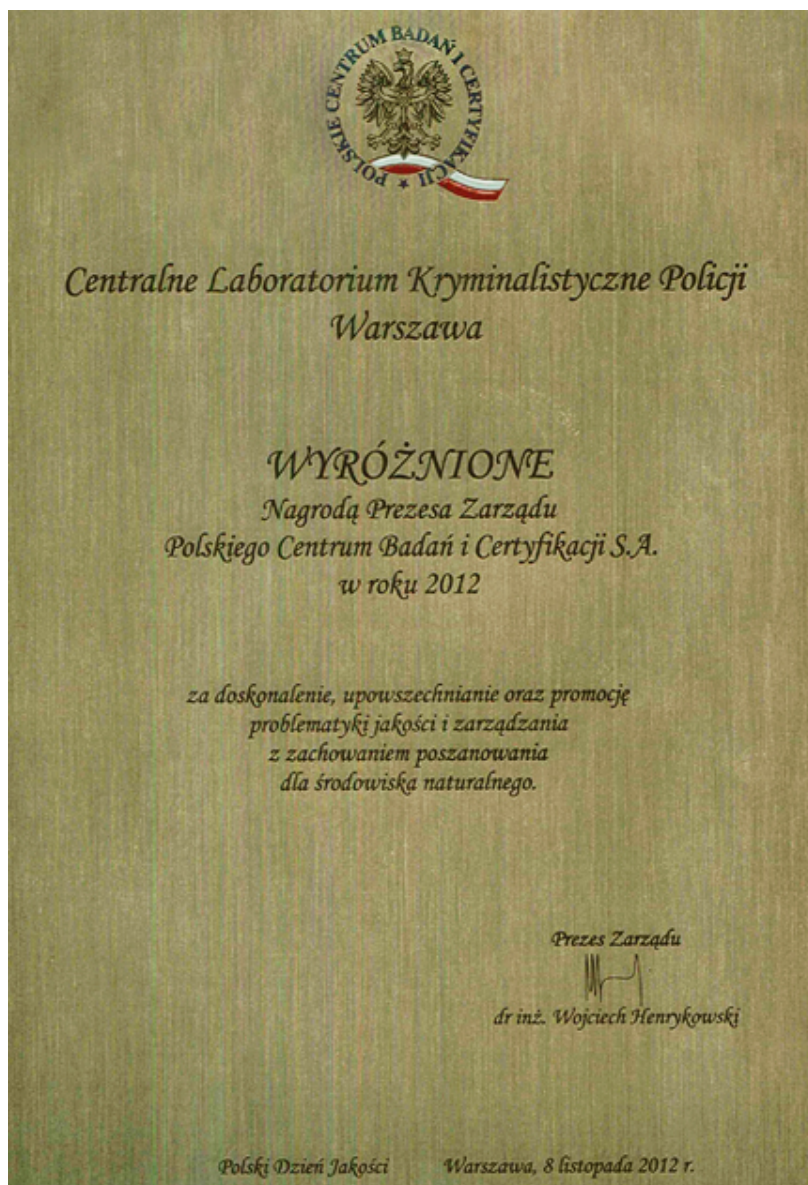 POLSKIE CENTRUM BADAŃ I CERTYFIKACJI
Centralne Laboratorium Kryminalistyczne Policji
Warszawa
WYRÓŻNIONE
Nagrodą Prezesa Zarządu
Polskiego Centrum Badań i Certyfikacji S.A.
w roku 2012
za doskonalenie, upowszechnianie oraz promocję
problematyki jakości i zarządzania
z zachowaniem poszanowania
dla środowiska naturalnego.
Prezes Zarządu
dr inż. Wojciech Henrykowski
Polski Dzień Jakości Warszawa, 8 listopada 2012 r.